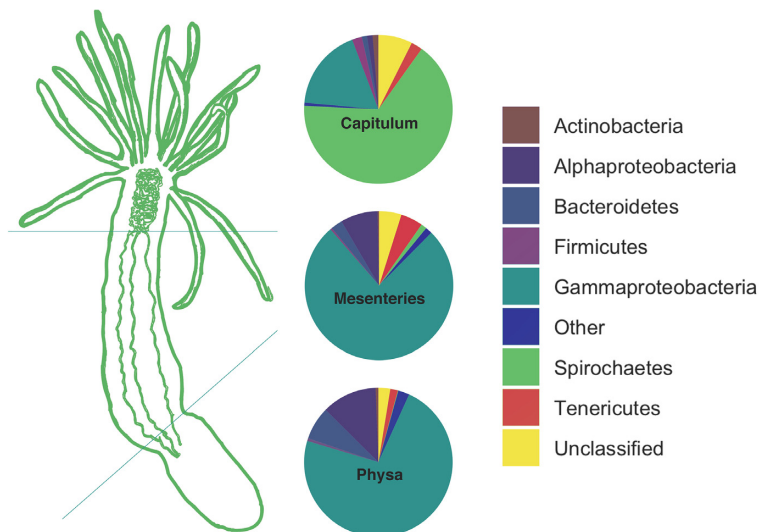 Capitulum
Mesenteries
Physa
Actinobacteria
Alphaproteobacteria
Bacteroidetes
Firmicutes
Gammaproteobacteria
Other
Spirochaetes
Tenericutes
Unclassified